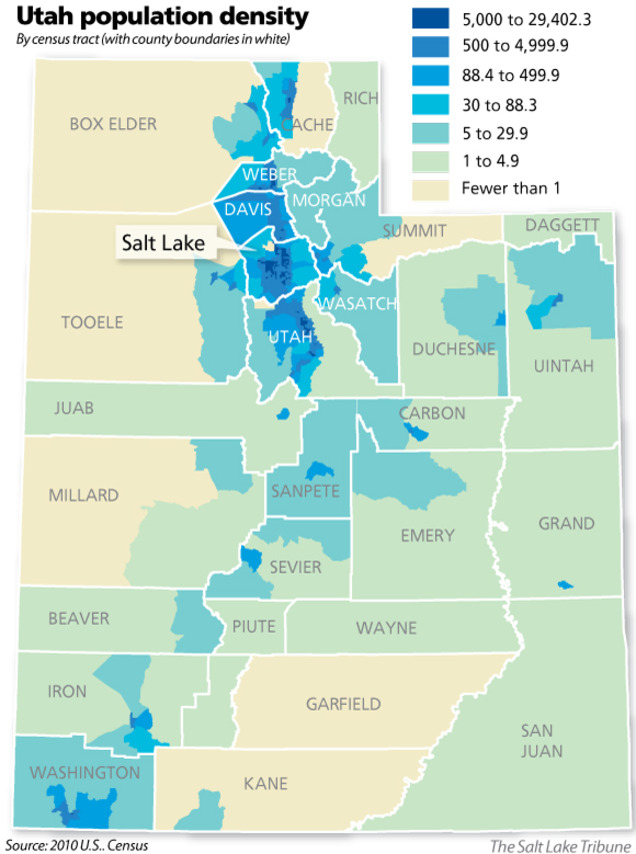 Utah population density
By census tract (with county boundaries in white)
5,000 to 29,402.3
500 to 4,999.9
88.4 to 499.9
30 to 88.3
5 to 29.9
1 to 4.9
Fewer than 1
RICH
BOX ELDER
CACHE
WEBER
MORGAN
DAVIS
SUMMIT
DAGGETT
Salt Lake
WASATCH
TOOELE
UTAH
DUCHESNE
UINTAH
JUAB
CARBON
MILLARD
SANPETE
EMERY
GRAND
SEVIER
BEAVER
PIUTE
WAYNE
IRON
GARFIELD
SAN
JUAN
WASHINGTON
KANE
Source: 2010 U.S.. Census
The Salt Lake Tribune